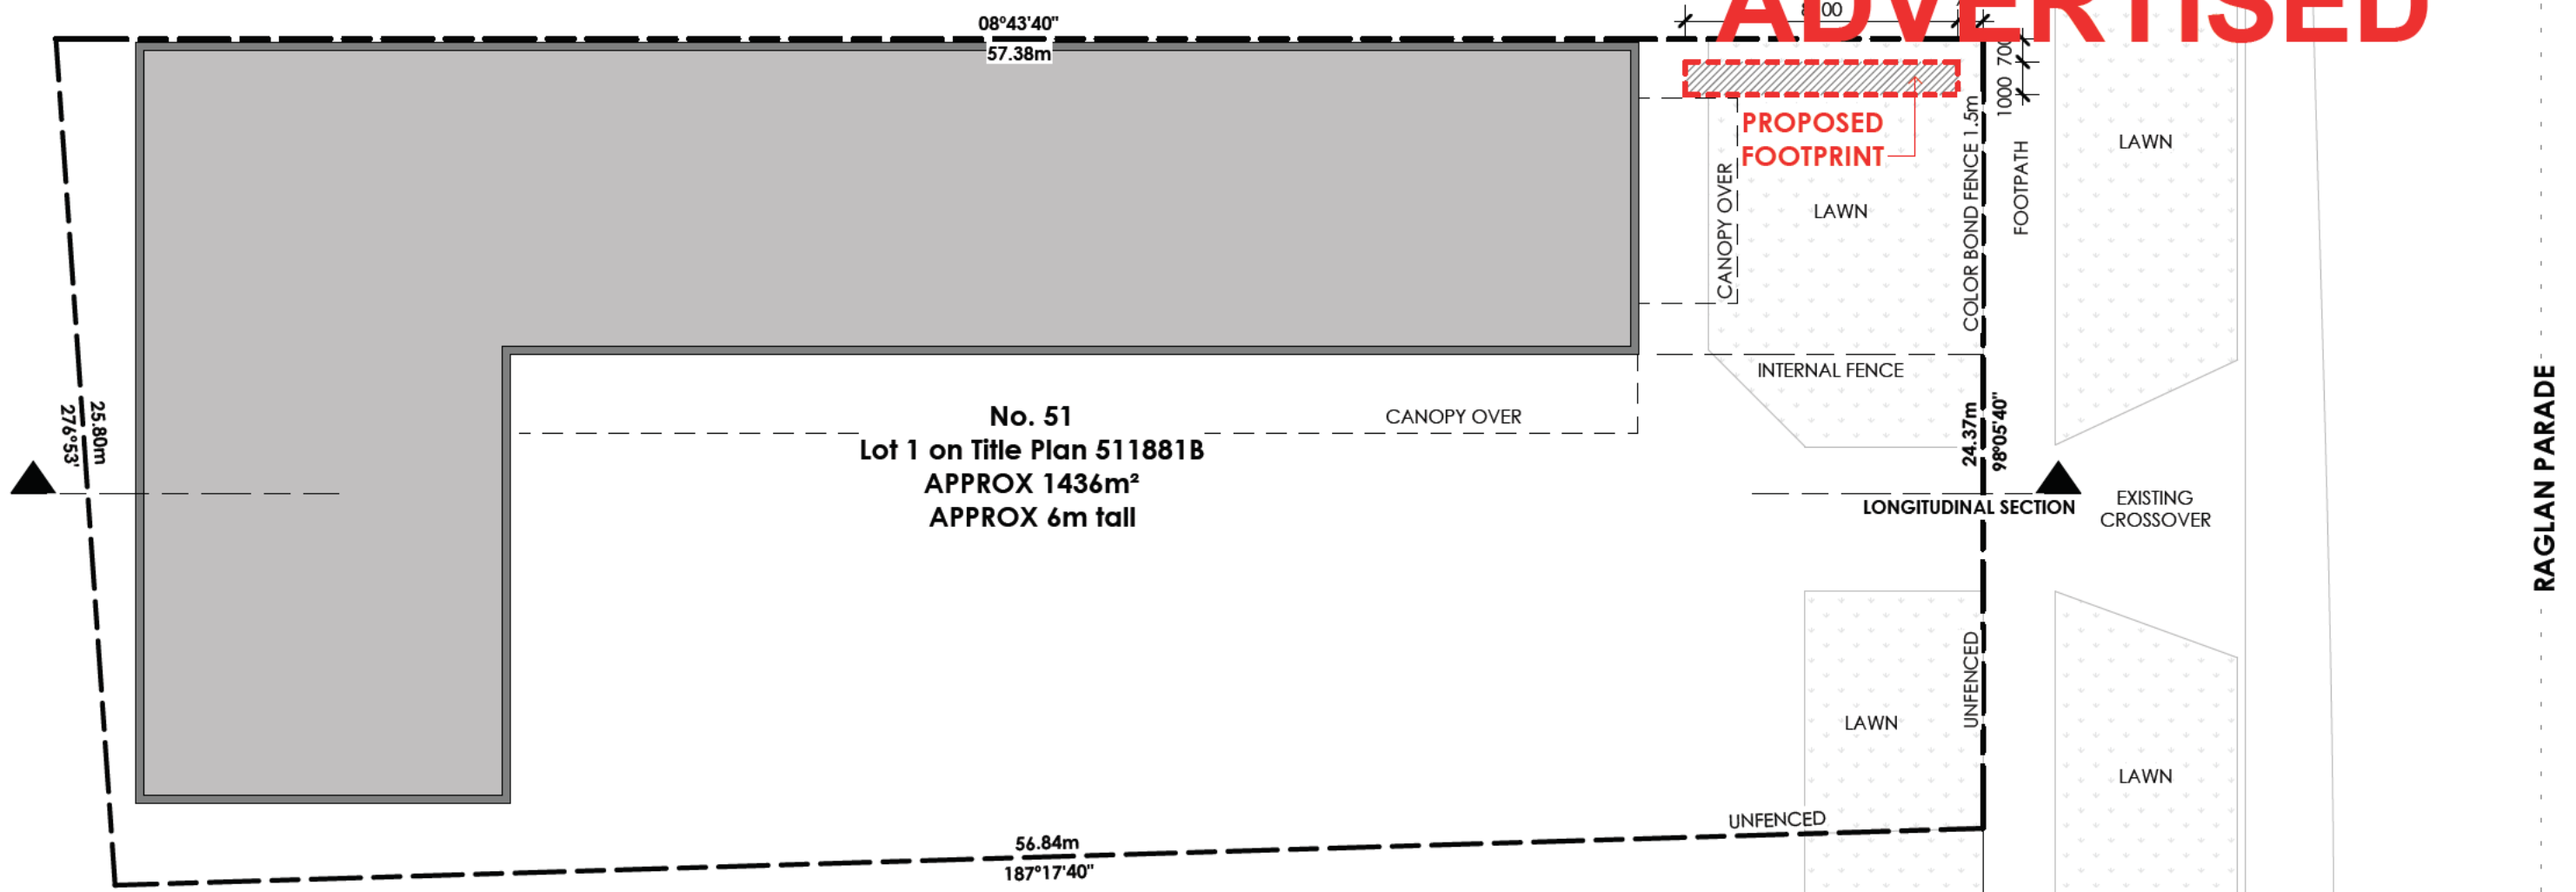 ADVERTISED
08°43'40"
57.38m
700
1000
PROPOSED
FOOTPRINT
CANOPY OVER
LAWN
COLOR BOND FENCE 1.5m
FOOTPATH
LAWN
INTERNAL FENCE
25.80m
276°53'
No. 51
Lot 1 on Title Plan 511881B
APPROX 1436m²
APPROX 6m tall
CANOPY OVER
24.37m
98°05'40"
LONGITUDINAL SECTION
EXISTING
CROSSOVER
RAGLAN PARADE
UNFENCED
LAWN
LAWN
UNFENCED
56.84m
187°17'40"